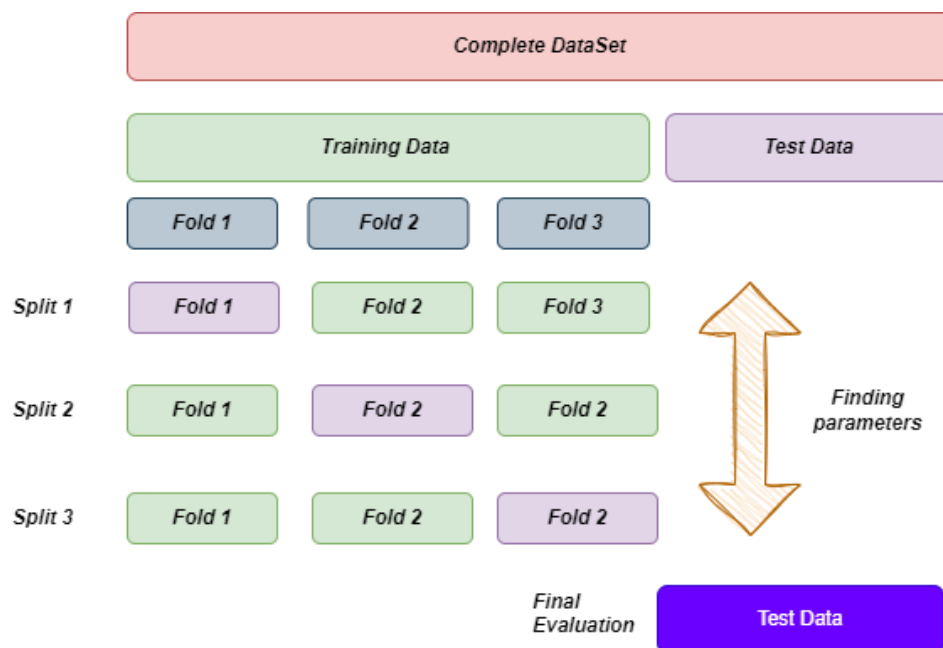 Complete DataSet
Training Data
Test Data
Fold 1
Fold 2
Fold 3
Split 1
Fold 1
Fold 2
Fold 3
Split 2
Fold 1
Fold 2
Fold 2
Finding
parameters
Split 3
Fold 1
Fold 2
Fold 2
Final
Evaluation
Test Data